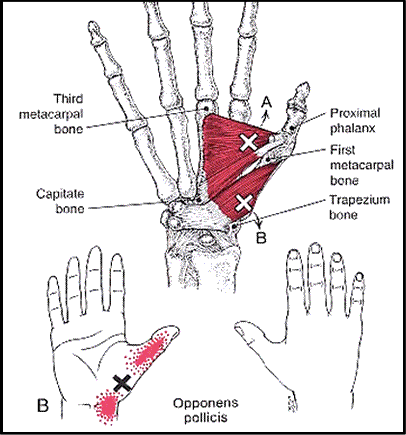 Third
metacarpal
bone
A
Proximal
phalanx
First
metacarpal
bone
Capitate
bone
Trapezium
bone
B
B
Opponens
pollicis